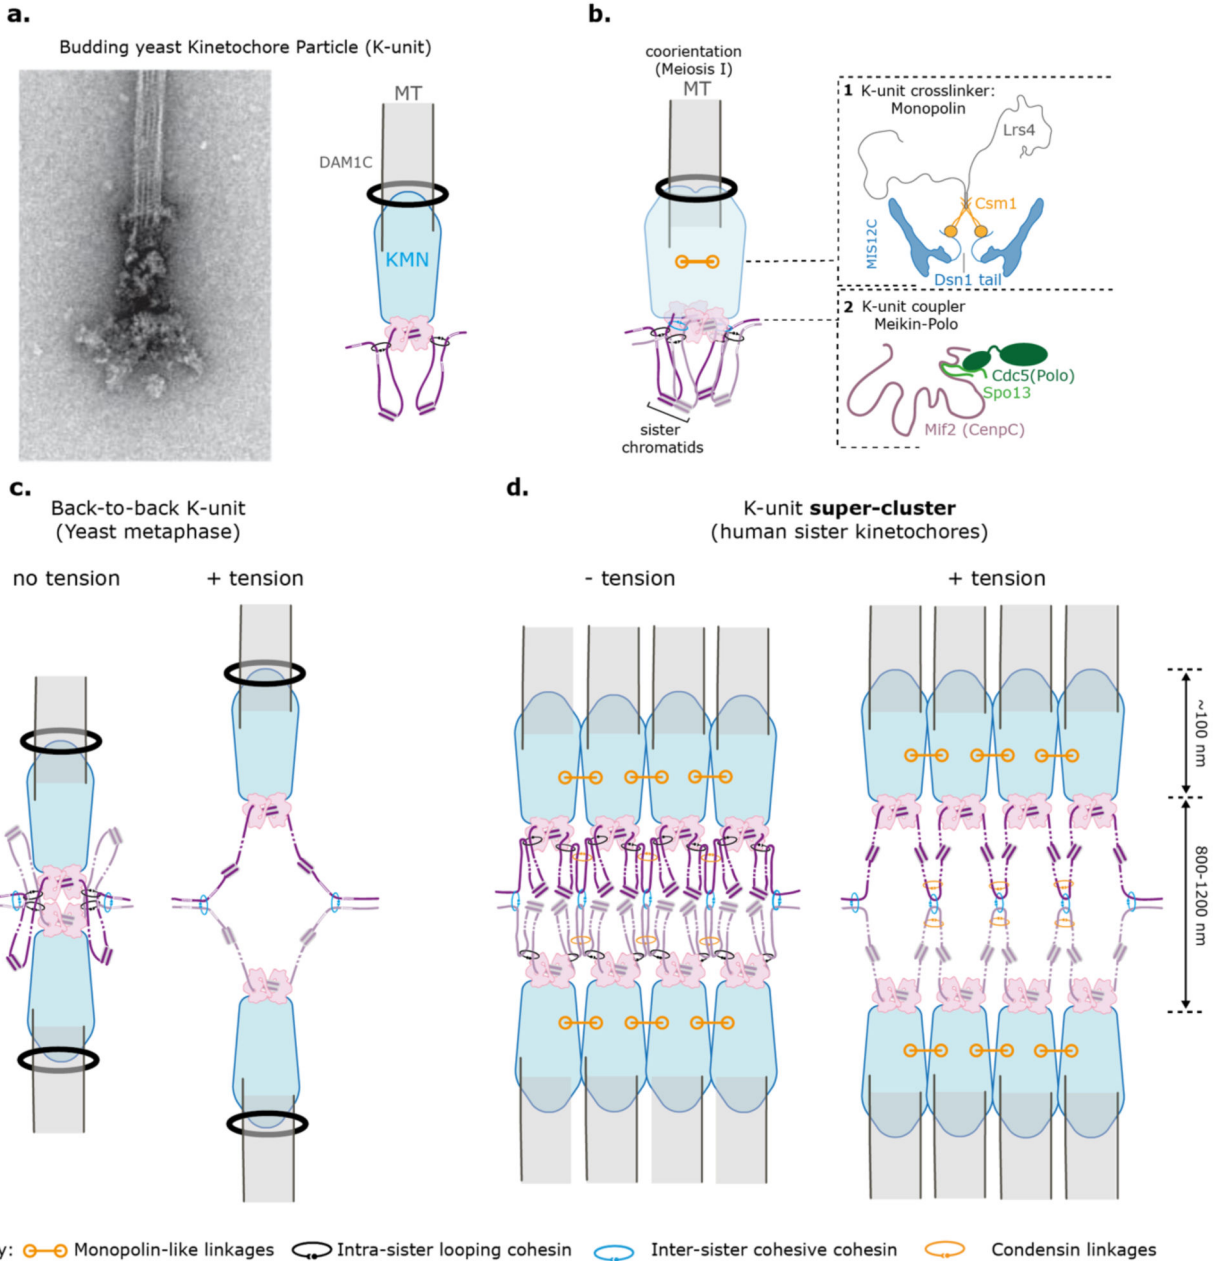 a.
Budding yeast Kinetochore Particle (K-unit)
MT
DAM1C
KMN
b.
coorientation
(Meiosis I)
MT
sister
chromatids
1 K-unit crosslinker:
Monopolin
Lrs4
Csm1
MIS12C
Dsn1 tail
2 K-unit coupler
Meikin-Polo
Cdc5(Polo)
Spo13
Mif2 (CenpC)
c.
Back-to-back K-unit
(Yeast metaphase)
no tension
+ tension
d.
K-unit super-cluster
(human sister kinetochores)
- tension
+ tension
~100 nm
800-1200 nm
y: Monopolin-like linkages Intra-sister looping cohesin Inter-sister cohesive cohesin Condensin linkages